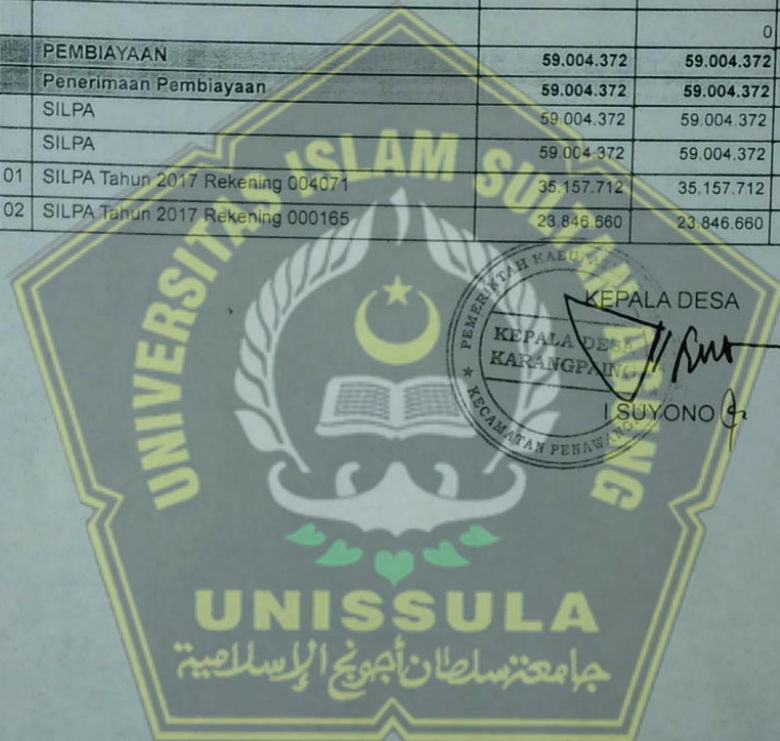 0
PEMBIAYAAN 59.004.372 59.004.372
Penerimaan Pembiayaan 59.004.372 59.004.372
SILPA 59.004.372 59.004.372
SILPA 59.004.372 59.004.372
01 SILPA Tahun 2017 Rekening 004071 35.157.712 35.157.712
02 SILPA Tahun 2017 Rekening 000165 23.846.660 23.846.660
KEPALA DESA
PEMERINTAH KABUPATEN
KEPALA DESA
KARANGPAING
KECAMATAN PENAWANGAN
I SUYONO
UNIVERSITAS ISLAM SULTAN AGUNG
UNISSULA
جامعة سلطان أجونج الإسلامية